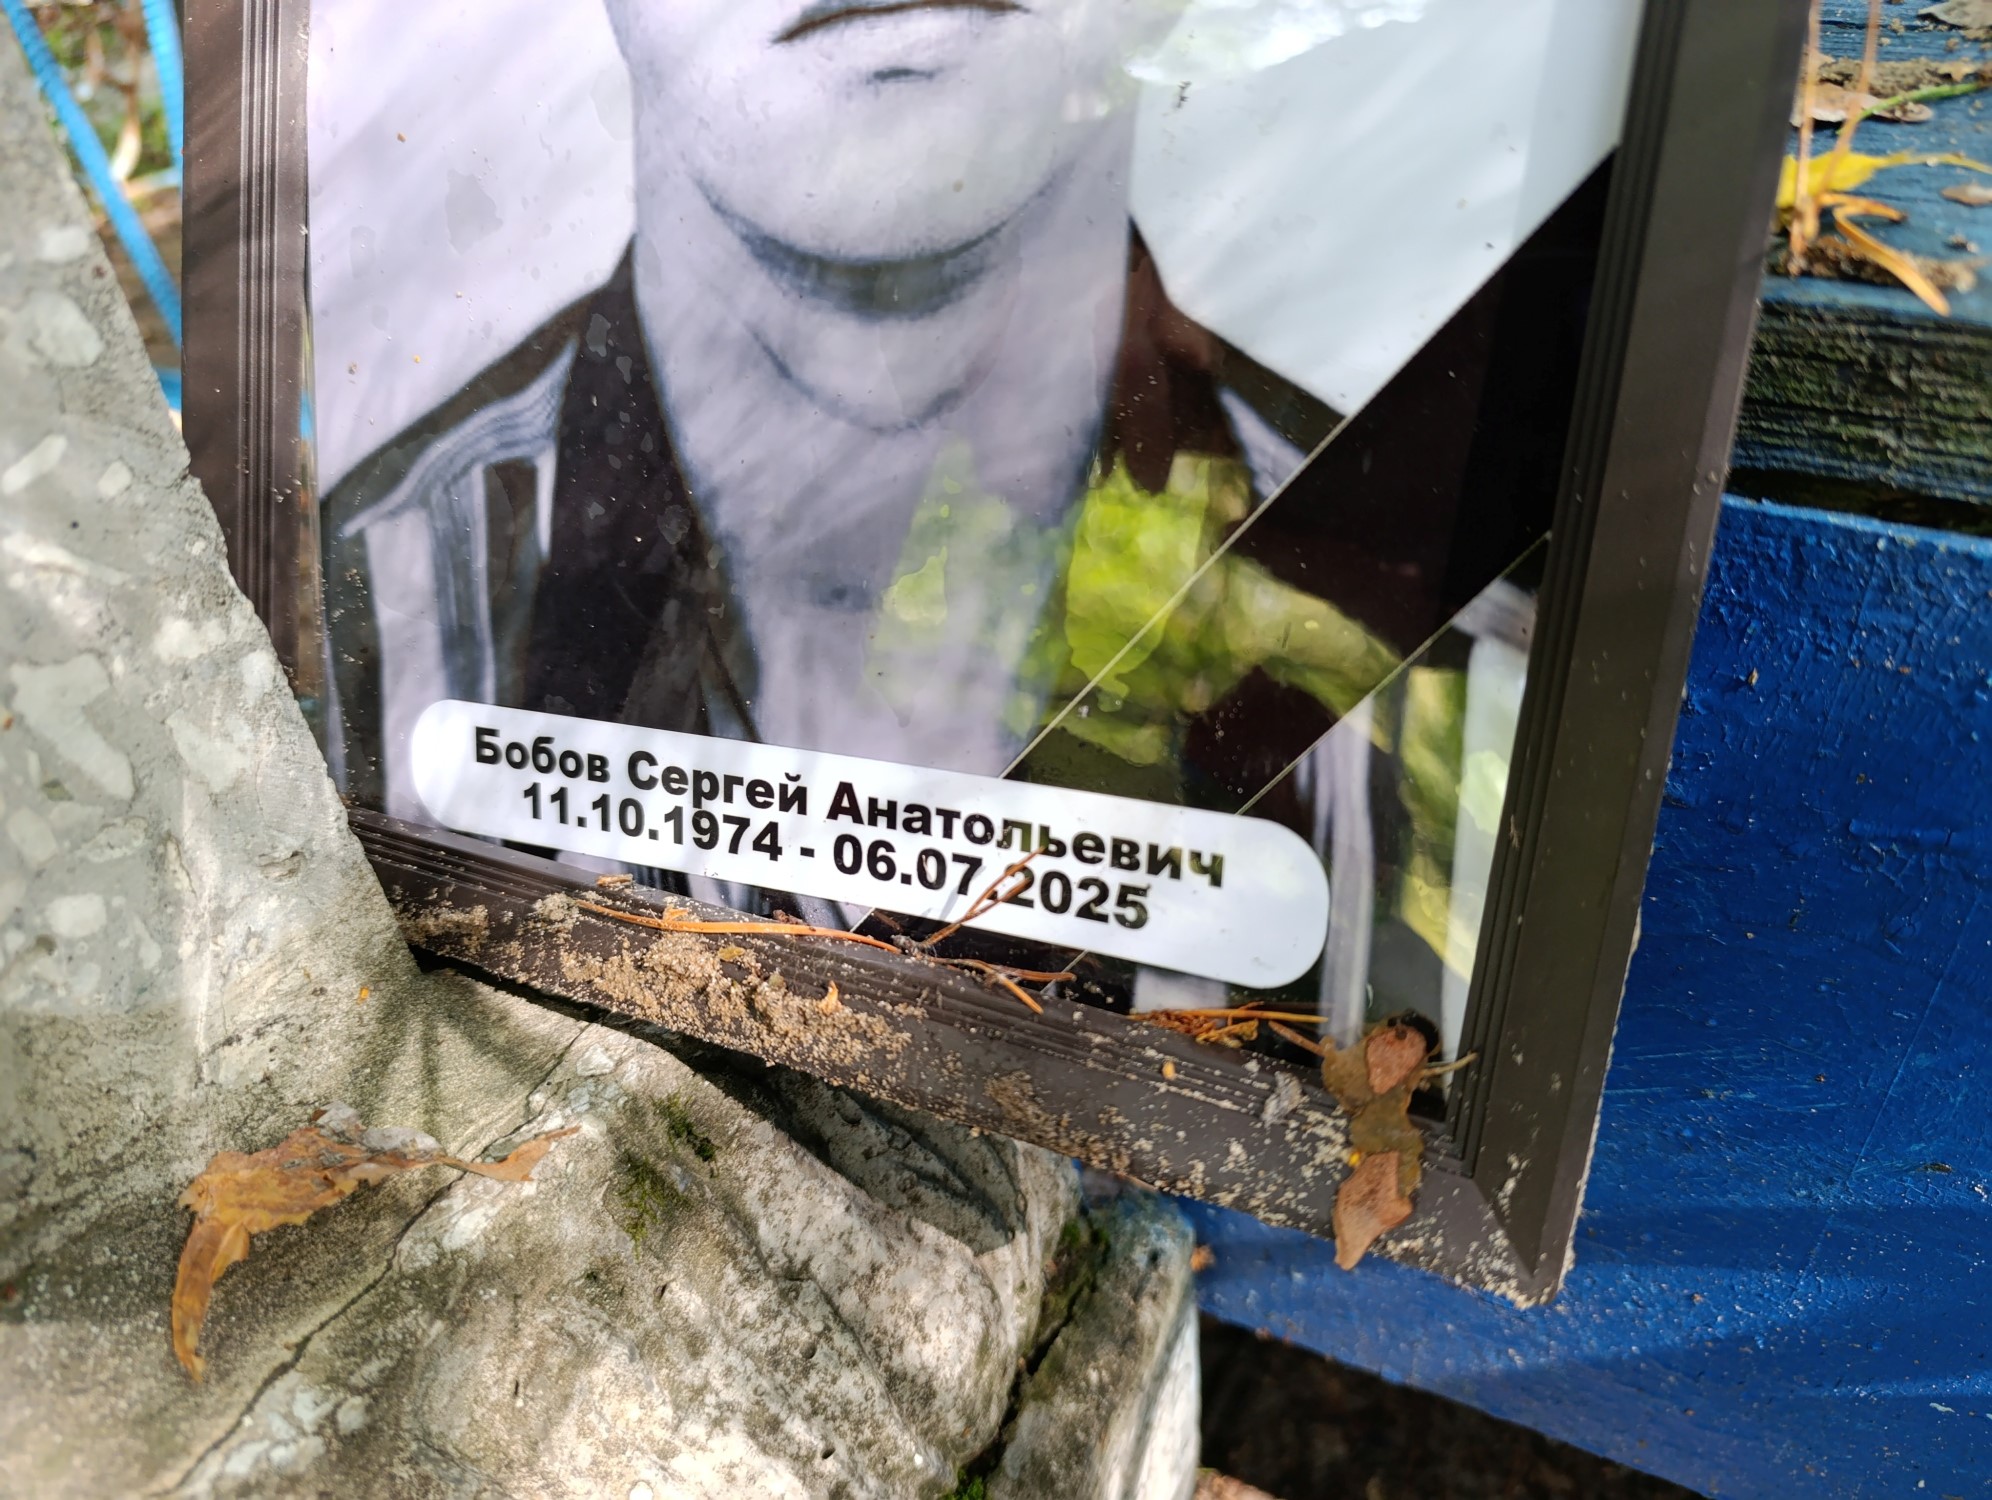 Бобов Сергей Анатольевич
11.10.1974 - 06.07.2025